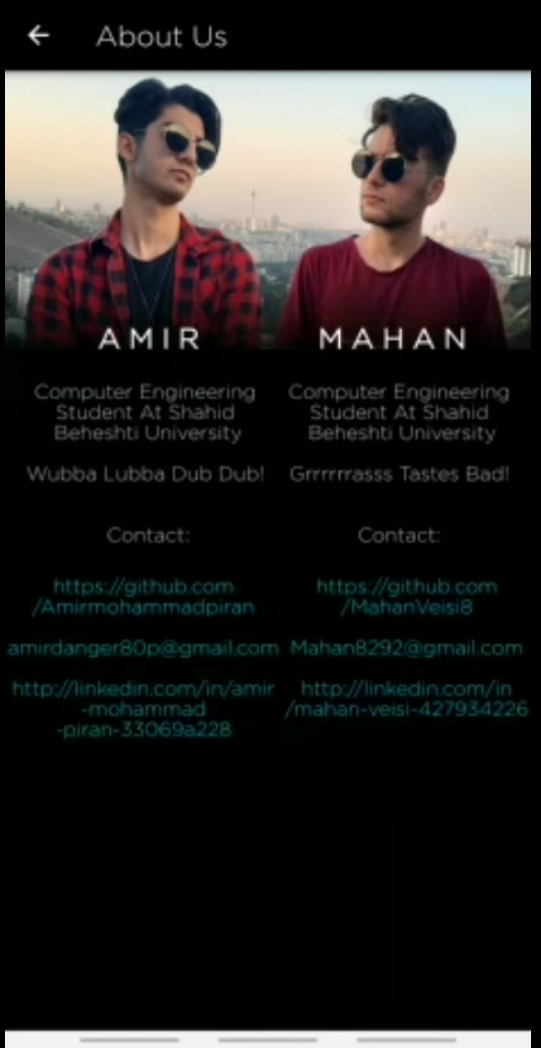 About Us
AMIR
Computer Engineering
Student At Shahid
Beheshti University
Wubba Lubba Dub Dub!
Contact:
https://github.com
/Amirmohammadpiran
amirdanger80p@gmail.com
http://linkedin.com/in/amir
-mohammad
-piran-33069a228
MAHAN
Computer Engineering
Student At Shahid
Beheshti University
Grrrrrrasss Tastes Bad!
Contact:
https://github.com
/MahanVeisi8
Mahan8292@gmail.com
http://linkedin.com/in
/mahan-veisi-427934226